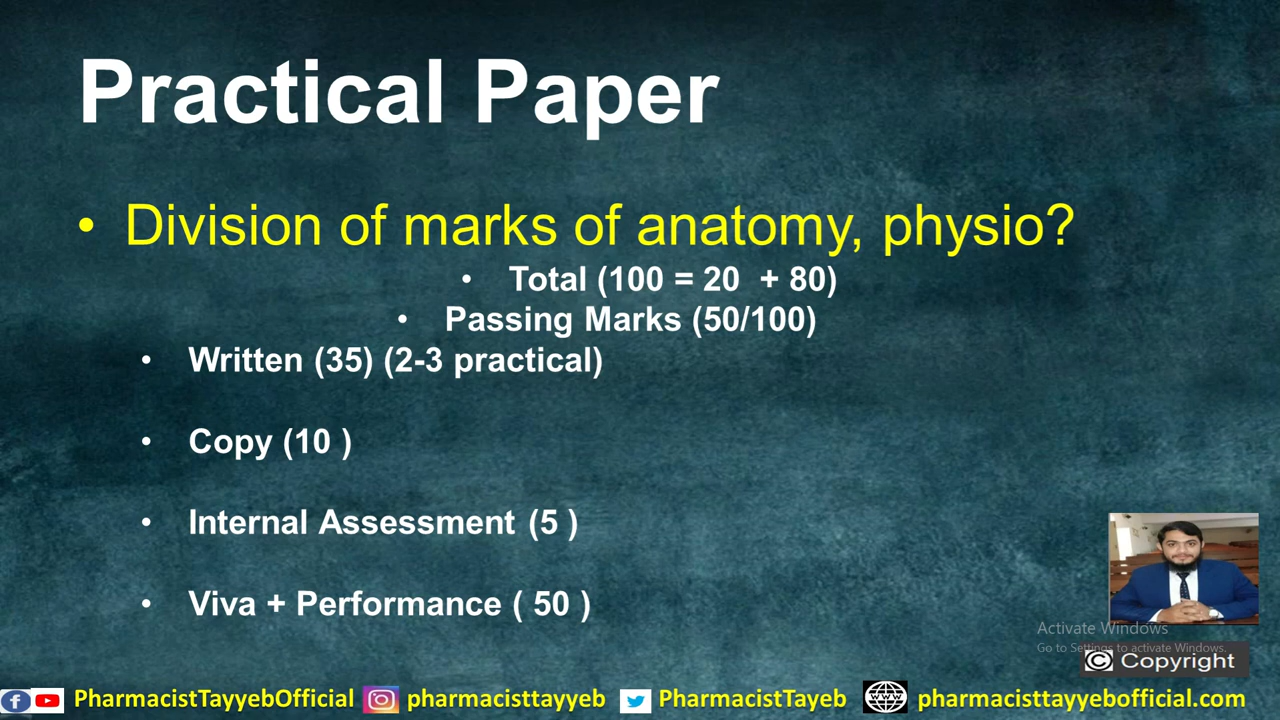 Practical Paper
• Division of marks of anatomy, physio?
• Total (100 = 20 + 80)
• Passing Marks (50/100)
• Written (35) (2-3 practical)
• Copy (10 )
• Internal Assessment (5 )
• Viva + Performance ( 50 )
Activate Windows
Go to Settings to activate Windows.
© Copyright
PharmacistTayyebOfficial pharmacisttayyeb PharmacistTayeb WWW pharmacisttayyebofficial.com